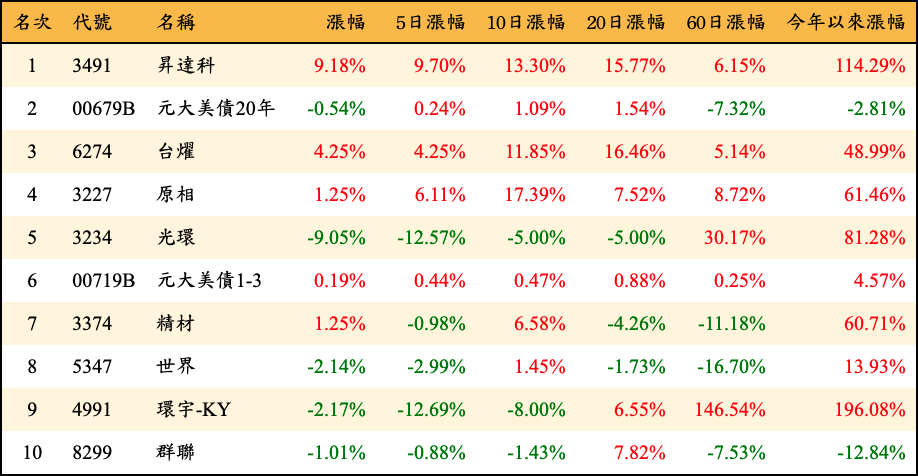 名次 代號 名稱 漲幅 5日漲幅 10日漲幅 20日漲幅 60日漲幅 今年以來漲幅
1 3491 昇達科 9.18% 9.70% 13.30% 15.77% 6.15% 114.29%
2 00679B 元大美債20年 -0.54% 0.24% 1.09% 1.54% -7.32% -2.81%
3 6274 台燿 4.25% 4.25% 11.85% 16.46% 5.14% 48.99%
4 3227 原相 1.25% 6.11% 17.39% 7.52% 8.72% 61.46%
5 3234 光環 -9.05% -12.57% -5.00% -5.00% 30.17% 81.28%
6 00719B 元大美債1-3 0.19% 0.44% 0.47% 0.88% 0.25% 4.57%
7 3374 精材 1.25% -0.98% 6.58% -4.26% -11.18% 60.71%
8 5347 世界 -2.14% -2.99% 1.45% -1.73% -16.70% 13.93%
9 4991 環宇-KY -2.17% -12.69% -8.00% 6.55% 146.54% 196.08%
10 8299 群聯 -1.01% -0.88% -1.43% 7.82% -7.53% -12.84%